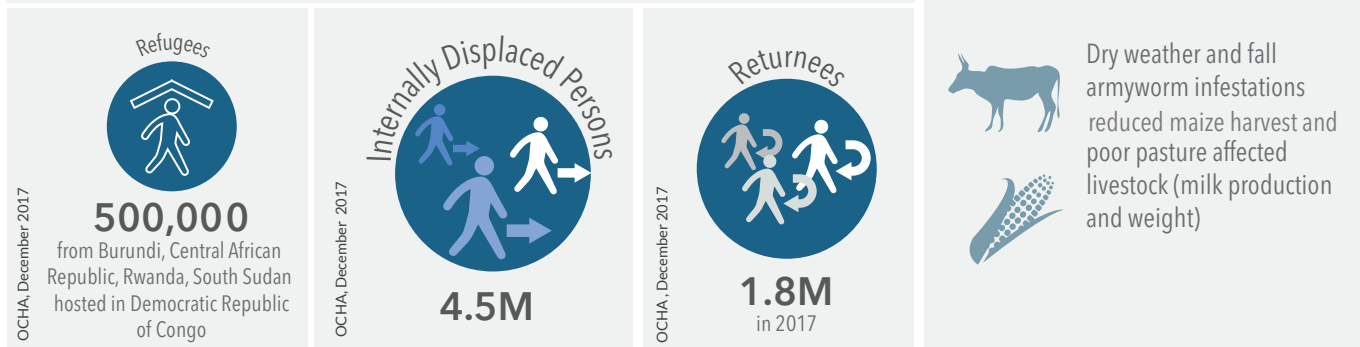 Refugees
OCHA, December 2017
500,000
from Burundi, Central African
Republic, Rwanda, South Sudan
hosted in Democratic Republic
of Congo
Internally Displaced Persons
OCHA, December 2017
4.5M
Returnees
OCHA , December 2017
1.8M
in 2017
Dry weather and fall
armyworm infestations
reduced maize harvest and
poor pasture affected
livestock (milk production
and weight)